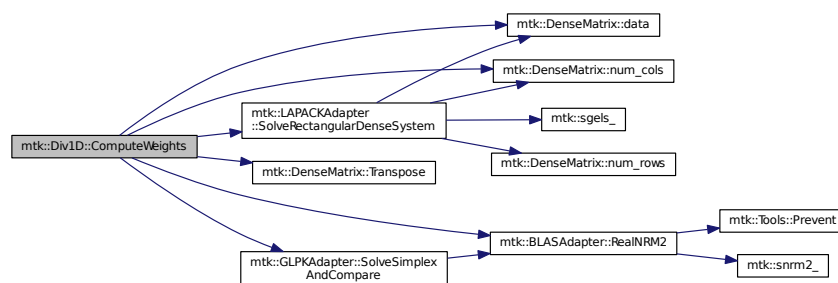 mtk::Div1D::ComputeWeights
mtk::DenseMatrix::data
mtk::DenseMatrix::num_cols
mtk::LAPACKAdapter
::SolveRectangularDenseSystem
mtk::sgels_
mtk::DenseMatrix::num_rows
mtk::DenseMatrix::Transpose
mtk::BLASAdapter::RealNRM2
mtk::Tools::Prevent
mtk::snrm2_
mtk::GLPKAdapter::SolveSimplex
AndCompare